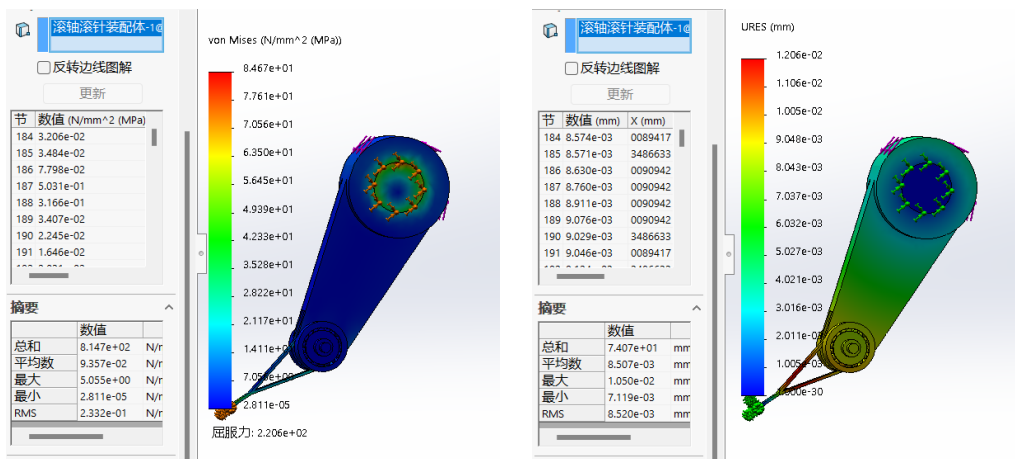 滚轴滚针装配体-1@
反转边线图解
更新
节 数值 (N/mm^2 (MPa)
184 3.206e-02
185 3.484e-02
186 7.798e-02
187 5.031e-01
188 3.166e-01
189 3.407e-02
190 2.245e-02
191 1.646e-02
摘要
数值
总和 8.147e+02 N/r
平均数 9.357e-02 N/r
最大 5.055e+00 N/r
最小 2.811e-05 N/r
RMS 2.332e-01 N/r
von Mises (N/mm^2 (MPa))
8.467e+01
7.761e+01
7.056e+01
6.350e+01
5.645e+01
4.939e+01
4.233e+01
3.528e+01
2.822e+01
2.117e+01
1.411e+0
2.811e-05
屈服力: 2.206e+02
滚轴滚针装配体-1@
反转边线图解
更新
节 数值 (mm) X (mm)
184 8.574e-03 0089417
185 8.571e-03 3486633
186 8.630e-03 0090942
187 8.760e-03 0090942
188 8.911e-03 0090942
189 9.076e-03 0090942
190 9.029e-03 3486633
191 9.046e-03 0089417
摘要
数值
总和 7.407e+01 mm
平均数 8.507e-03 mm
最大 1.050e-02 mm
最小 7.119e-03 mm
RMS 8.520e-03 mm
URES (mm)
1.206e-02
1.106e-02
1.005e-02
9.048e-03
8.043e-03
7.037e-03
6.032e-03
5.027e-03
4.021e-03
3.016e-03
2.011e-0